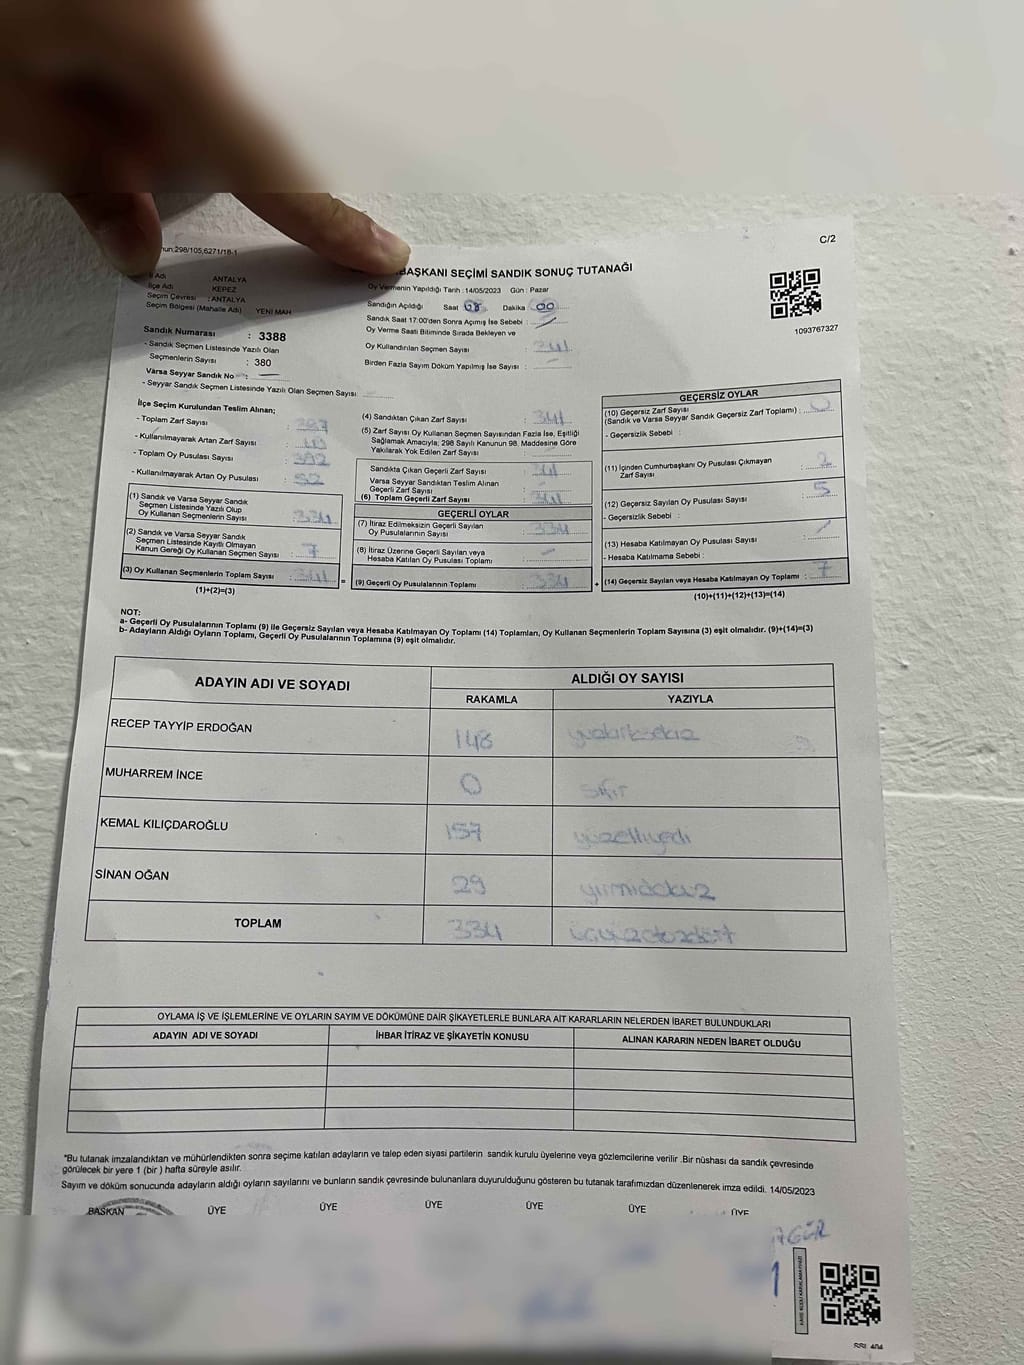 nun:298/105,6271/18-1
C/2
BAŞKANI SEÇİMİ SANDIK SONUÇ TUTANAĞI
İl Adı ANTALYA
İlçe Adı KEPEZ
Seçim Çevresi : ANTALYA
Seçim Bölgesi (Mahalle Adı) YENİ MAH
Oy Vermenin Yapıldığı Tarih : 14/05/2023 Gün : Pazar
Sandığın Açıldığı Saat 08 Dakika 00
Sandık Saat 17:00'den Sonra Açımış İse Sebebi :
Oy Verme Saati Bitiminde Sırada Bekleyen ve
Oy Kullandırılan Seçmen Sayısı : 341
Birden Fazla Sayım Döküm Yapılmış İse Sayısı :
1093767327
Sandık Numarası : 3388
- Sandık Seçmen Listesinde Yazılı Olan
Seçmenlerin Sayısı : 380
Varsa Seyyar Sandık No :
- Seyyar Sandık Seçmen Listesinde Yazılı Olan Seçmen Sayısı :
İlçe Seçim Kurulundan Teslim Alınan;
- Toplam Zarf Sayısı :
- Kullanılmayarak Artan Zarf Sayısı :
- Toplam Oy Pusulası Sayısı : 392
- Kullanılmayarak Artan Oy Pusulası : 52
(1) Sandık ve Varsa Seyyar Sandık
Seçmen Listesinde Yazılı Olup
Oy Kullanan Seçmenlerin Sayısı : 334
(2) Sandık ve Varsa Seyyar Sandık
Seçmen Listesinde Kayıtlı Olmayan
Kanun Gereği Oy Kullanan Seçmen Sayısı : 7
(3) Oy Kullanan Seçmenlerin Toplam Sayısı : 341
(1)+(2)=(3)
(4) Sandıktan Çıkan Zarf Sayısı : 341
(5) Zarf Sayısı Oy Kullanan Seçmen Sayısından Fazla İse, Eşitliği
Sağlamak Amacıyla; 298 Sayılı Kanunun 98. Maddesine Göre
Yakılarak Yok Edilen Zarf Sayısı :
Sandıkta Çıkan Geçerli Zarf Sayısı : 341
Varsa Seyyar Sandıktan Teslim Alınan
Geçerli Zarf Sayısı :
(6) Toplam Geçerli Zarf Sayısı : 341
GEÇERLİ OYLAR
(7) İtiraz Edilmeksizin Geçerli Sayılan
Oy Pusulalarının Sayısı : 334
(8) İtiraz Üzerine Geçerli Sayılan veya
Hesaba Katılan Oy Pusulası Toplamı :
(9) Geçerli Oy Pusulalarının Toplamı : 334
GEÇERSİZ OYLAR
(10) Geçersiz Zarf Sayısı
(Sandık ve Varsa Seyyar Sandık Geçersiz Zarf Toplamı) : 0
- Geçersizlik Sebebi :
(11) İçinden Cumhurbaşkanı Oy Pusulası Çıkmayan
Zarf Sayısı : 2
(12) Geçersiz Sayılan Oy Pusulası Sayısı : 5
- Geçersizlik Sebebi :
(13) Hesaba Katılmayan Oy Pusulası Sayısı :
- Hesaba Katılmama Sebebi :
(14) Geçersiz Sayılan veya Hesaba Katılmayan Oy Toplamı : 7
(10)+(11)+(12)+(13)=(14)
NOT:
a- Geçerli Oy Pusulalarının Toplamı (9) ile Geçersiz Sayılan veya Hesaba Katılmayan Oy Toplamı (14) Toplamları, Oy Kullanan Seçmenlerin Toplam Sayısına (3) eşit olmalıdır. (9)+(14)=(3)
b- Adayların Aldığı Oyların Toplamı, Geçerli Oy Pusulalarının Toplamına (9) eşit olmalıdır.
ADAYIN ADI VE SOYADI
ALDIĞI OY SAYISI
RAKAMLA YAZIYLA
RECEP TAYYİP ERDOĞAN 148
MUHARREM İNCE 0 sıfır
KEMAL KILIÇDAROĞLU 157 yüzelliyedi
SİNAN OĞAN 29 yirmidokuz
TOPLAM 334 üçyüzotuzdört
OYLAMA İŞ VE İŞLEMLERİNE VE OYLARIN SAYIM VE DÖKÜMÜNE DAİR ŞİKAYETLERLE BUNLARA AİT KARARLARIN NELERDEN İBARET BULUNDUKLARI
ADAYIN ADI VE SOYADI İHBAR İTİRAZ VE ŞİKAYETİN KONUSU ALINAN KARARIN NEDEN İBARET OLDUĞU
*Bu tutanak imzalandıktan ve mühürlendikten sonra seçime katılan adayların ve talep eden siyasi partilerin sandık kurulu üyelerine veya gözlemcilerine verilir .Bir nüshası da sandık çevresinde
görülecek bir yere 1 (bir ) hafta süreyle asılır.
Sayım ve döküm sonucunda adayların aldığı oyların sayılarını ve bunların sandık çevresinde bulunanlara duyurulduğunu gösteren bu tutanak tarafımızdan düzenlenerek imza edildi. 14/05/2023
BAŞKAN ÜYE ÜYE ÜYE ÜYE ÜYE ÜYE